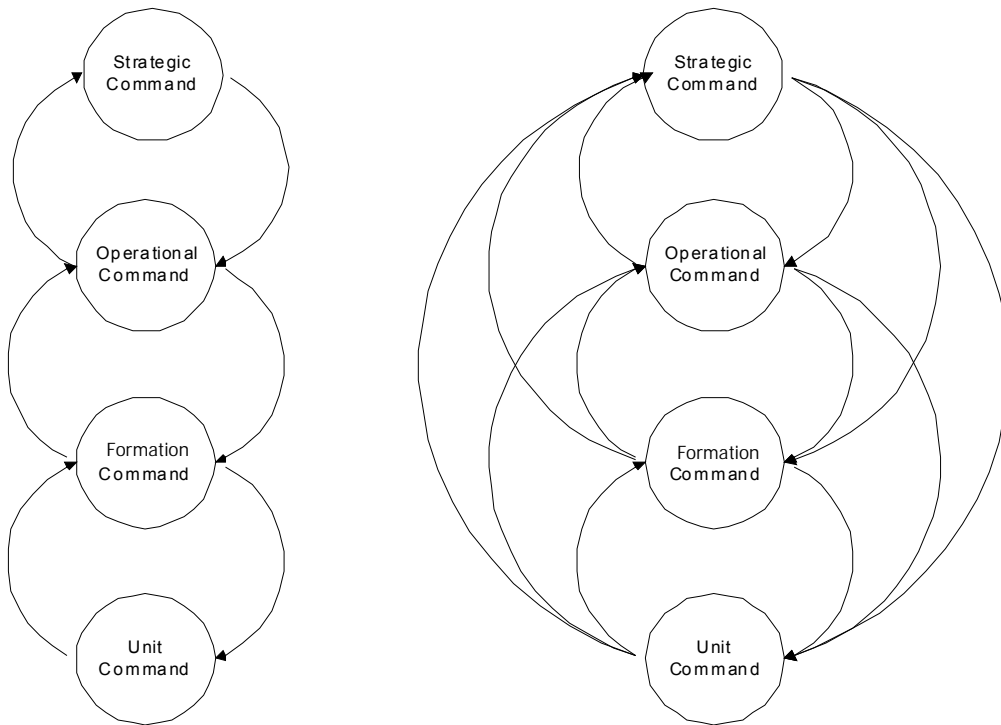 Strategic
Command
Operational
Command
Formation
Command
Unit
Command
Strategic
Command
Operational
Command
Formation
Command
Unit
Command